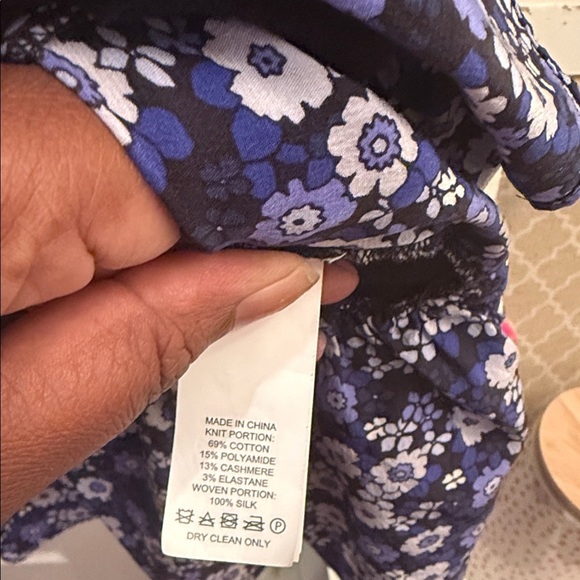 MADE IN CHINA
KNIT PORTION:
69% COTTON
15% POLYAMIDE
13% CASHMERE
3% ELASTANE
WOVEN PORTION:
100% SILK
P
DRY CLEAN ONLY